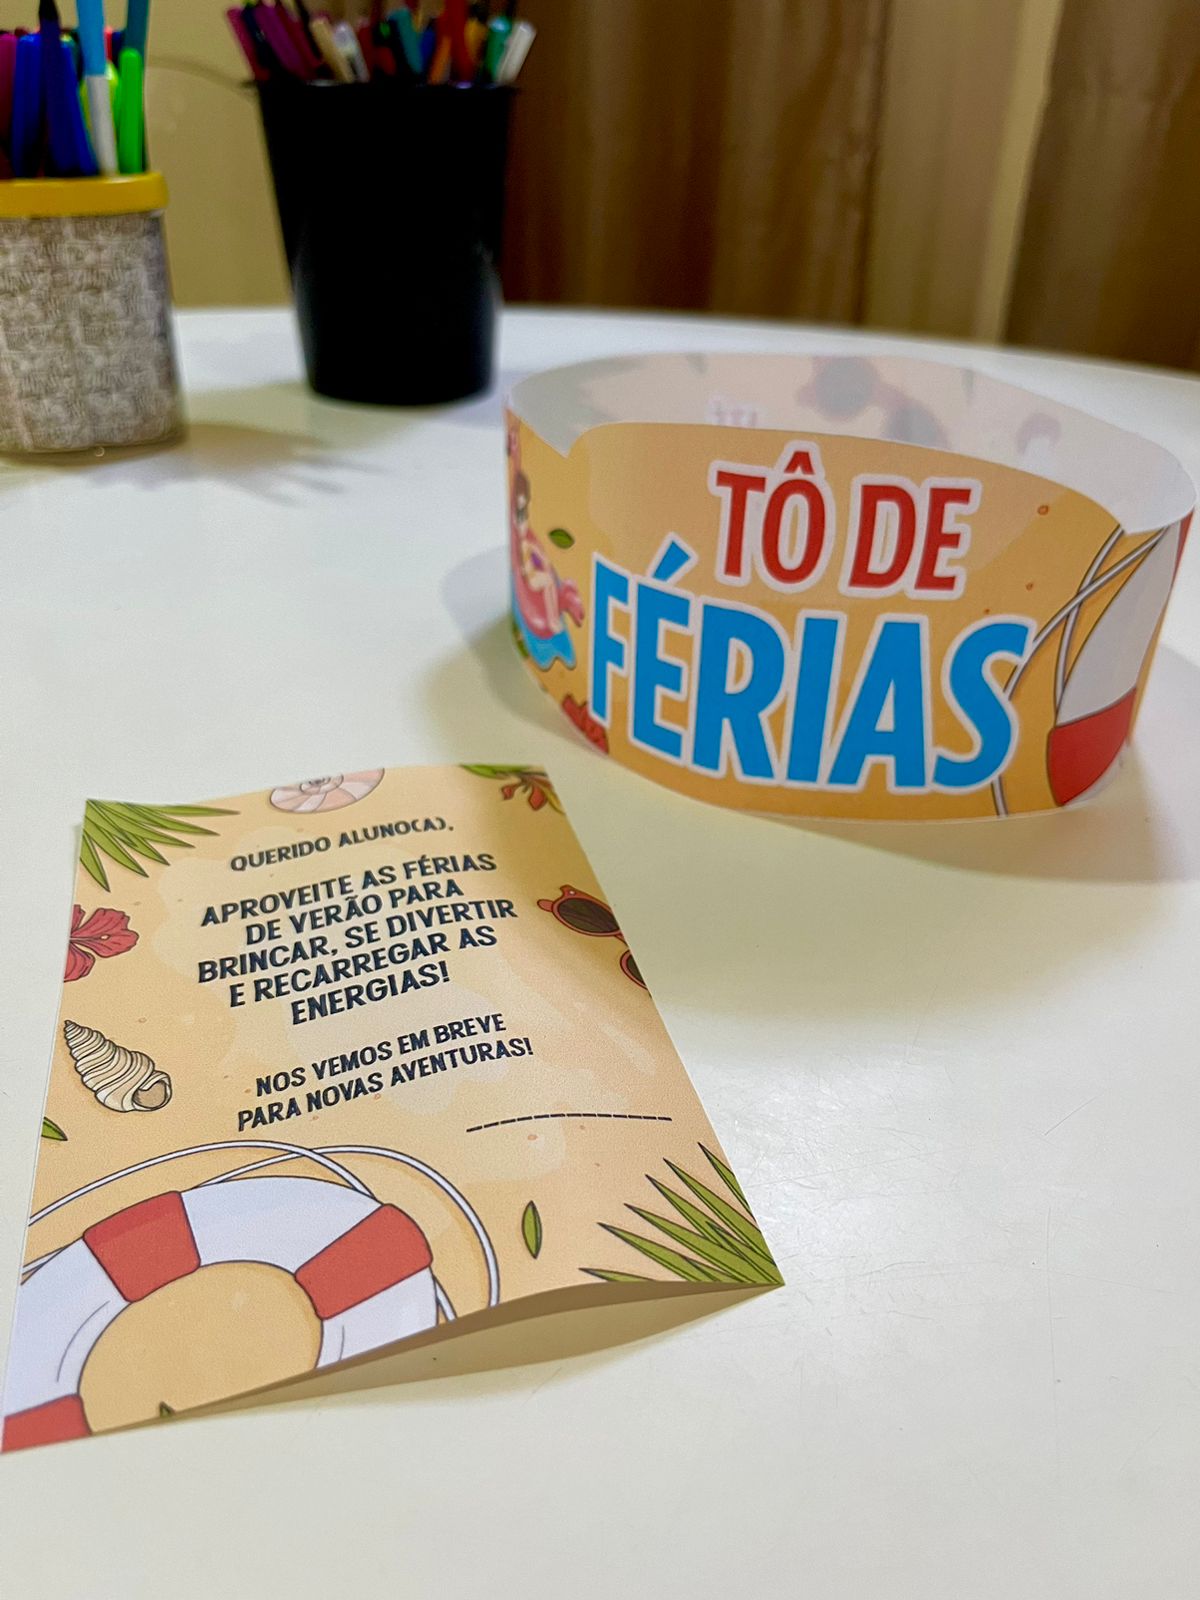 TÔ DE
FÉRIAS
QUERIDO ALUNO(A),
APROVEITE AS FÉRIAS
DE VERÃO PARA
BRINCAR, SE DIVERTIR
E RECARREGAR AS
ENERGIAS!
NOS VEMOS EM BREVE
PARA NOVAS AVENTURAS!